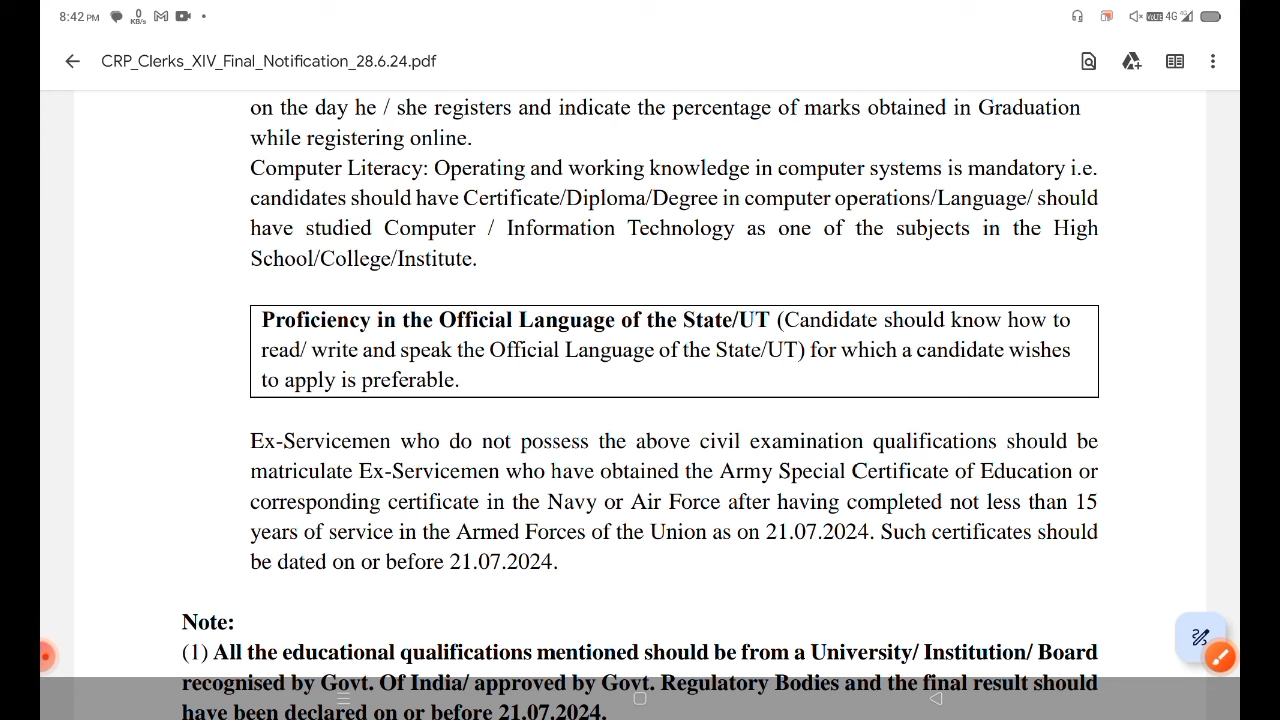 8:42 PM 0 KB/s 4G 4G
CRP_Clerks_XIV_Final_Notification_28.6.24.pdf
on the day he / she registers and indicate the percentage of marks obtained in Graduation
while registering online.
Computer Literacy: Operating and working knowledge in computer systems is mandatory i.e.
candidates should have Certificate/Diploma/Degree in computer operations/Language/ should
have studied Computer / Information Technology as one of the subjects in the High
School/College/Institute.
Proficiency in the Official Language of the State/UT (Candidate should know how to
read/ write and speak the Official Language of the State/UT) for which a candidate wishes
to apply is preferable.
Ex-Servicemen who do not possess the above civil examination qualifications should be
matriculate Ex-Servicemen who have obtained the Army Special Certificate of Education or
corresponding certificate in the Navy or Air Force after having completed not less than 15
years of service in the Armed Forces of the Union as on 21.07.2024. Such certificates should
be dated on or before 21.07.2024.
Note:
(1) All the educational qualifications mentioned should be from a University/ Institution/ Board
recognised by Govt. Of India/ approved by Govt. Regulatory Bodies and the final result should
have been declared on or before 21.07.2024.